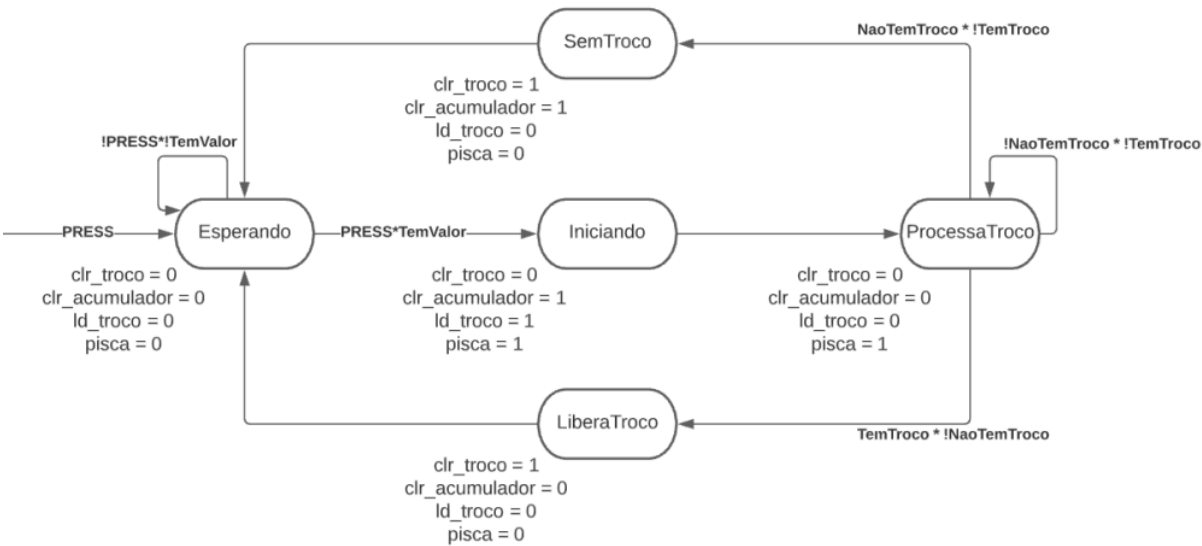 SemTroco
NaoTemTroco * !TemTroco
clr_troco = 1
clr_acumulador = 1
ld_troco = 0
pisca = 0
!PRESS*!TemValor
!NaoTemTroco * !TemTroco
PRESS
Esperando
PRESS*TemValor
Iniciando
ProcessaTroco
clr_troco = 0
clr_acumulador = 0
ld_troco = 0
pisca = 0
clr_troco = 0
clr_acumulador = 1
ld_troco = 1
pisca = 1
clr_troco = 0
clr_acumulador = 0
ld_troco = 0
pisca = 1
LiberaTroco
TemTroco * !NaoTemTroco
clr_troco = 1
clr_acumulador = 0
ld_troco = 0
pisca = 0